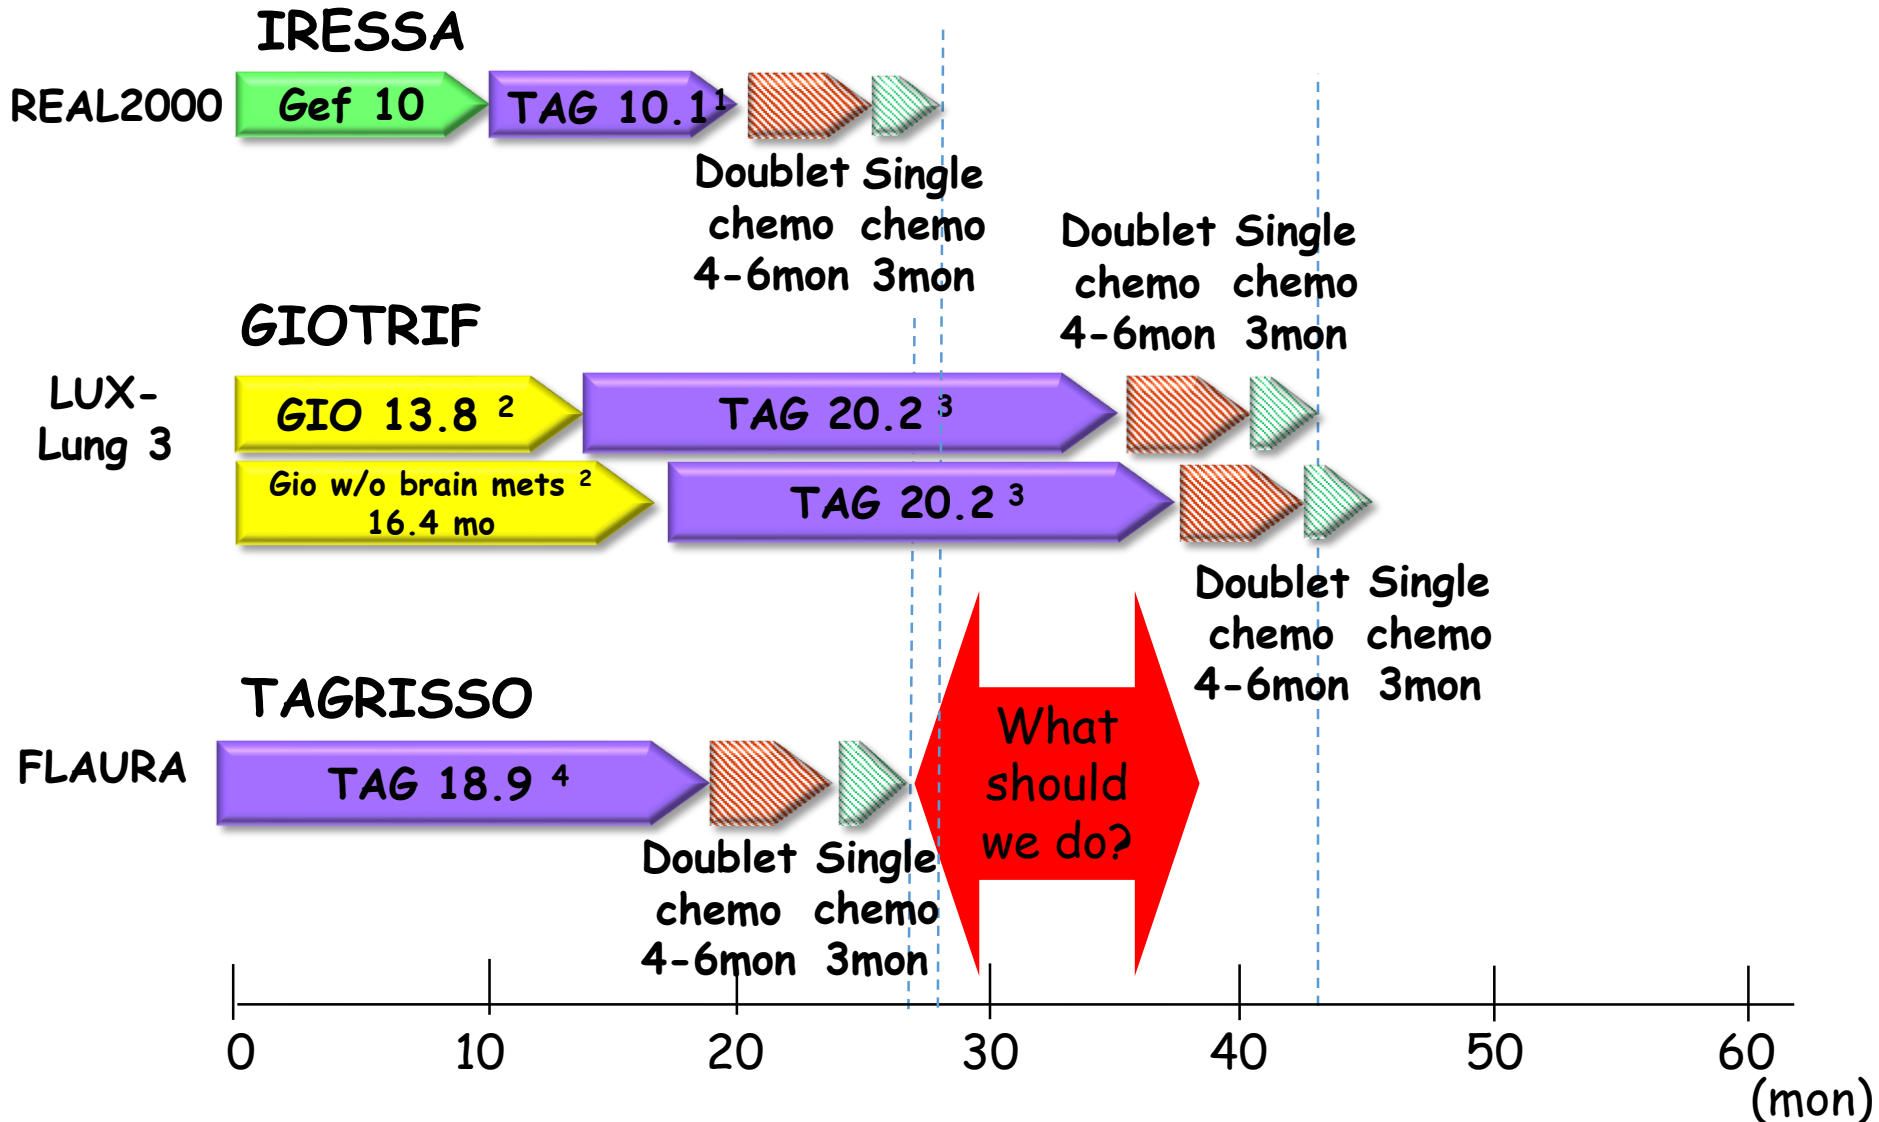 IRESSA
REAL2000
Gef 10
TAG 10.1¹
Doublet
chemo
4-6mon
Single
chemo
3mon
Doublet
chemo
4-6mon
Single
chemo
3mon
GIOTRIF
LUX-
Lung 3
GIO 13.8 ²
TAG 20.2 ³
Gio w/o brain mets ²
16.4 mo
TAG 20.2 ³
Doublet
chemo
4-6mon
Single
chemo
3mon
TAGRISSO
FLAURA
TAG 18.9 ⁴
What
should
we do?
Doublet
chemo
4-6mon
Single
chemo
3mon
0 10 20 30 40 50 60
(mon)